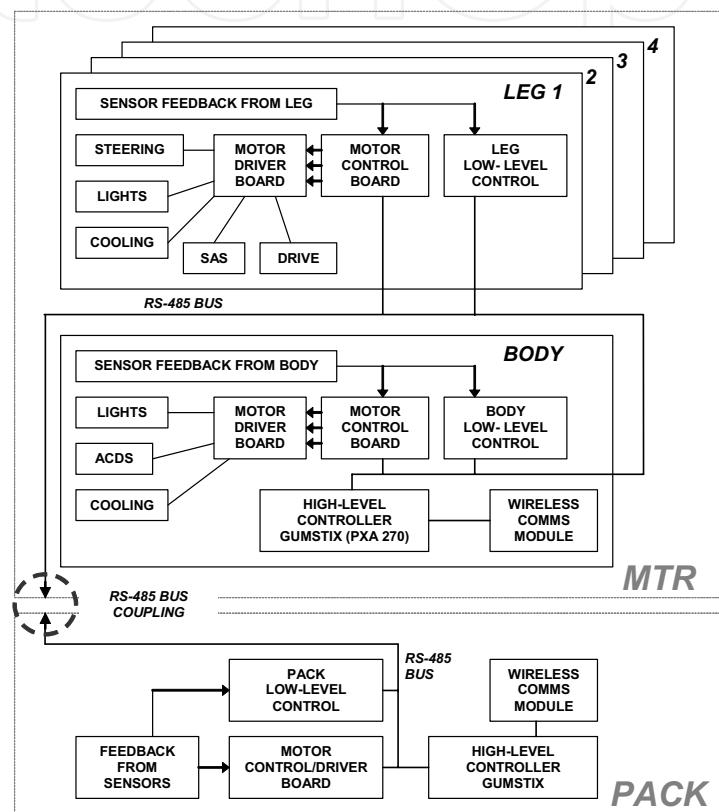 4
3
2
LEG 1
SENSOR FEEDBACK FROM LEG
STEERING
MOTOR
DRIVER
BOARD
MOTOR
CONTROL
BOARD
LEG
LOW- LEVEL
CONTROL
LIGHTS
COOLING
SAS
DRIVE
RS-485 BUS
BODY
SENSOR FEEDBACK FROM BODY
LIGHTS
MOTOR
DRIVER
BOARD
MOTOR
CONTROL
BOARD
BODY
LOW- LEVEL
CONTROL
ACDS
COOLING
HIGH-LEVEL
CONTROLLER
GUMSTIX (PXA 270)
WIRELESS
COMMS
MODULE
MTR
RS-485 BUS
COUPLING
RS-485
BUS
PACK
LOW-LEVEL
CONTROL
WIRELESS
COMMS
MODULE
FEEDBACK
FROM
SENSORS
MOTOR
CONTROL/DRIVER
BOARD
HIGH-LEVEL
CONTROLLER
GUMSTIX
PACK